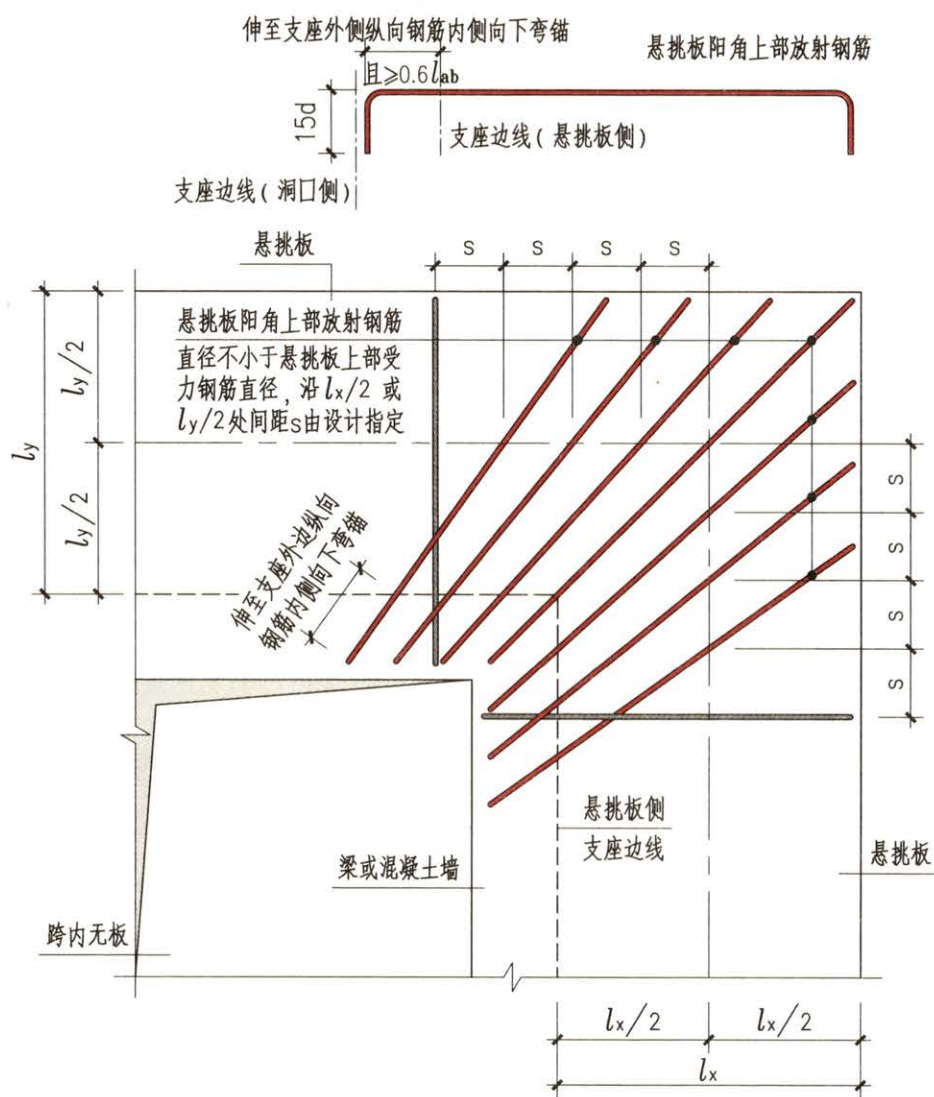 伸至支座外侧纵向钢筋内侧向下弯锚
且≥0.6lab
悬挑板阳角上部放射钢筋
15d
支座边线(悬挑板侧)
支座边线(洞口侧)
悬挑板
S S S S
悬挑板阳角上部放射钢筋
直径不小于悬挑板上部受
力钢筋直径, 沿lx/2 或
ly/2处间距s由设计指定
ly/2
ly
ly/2
S
S
S
S
伸至支座外边纵向
钢筋内侧向下弯锚
悬挑板侧
支座边线
梁或混凝土墙
悬挑板
跨内无板
lx/2 lx/2
lx